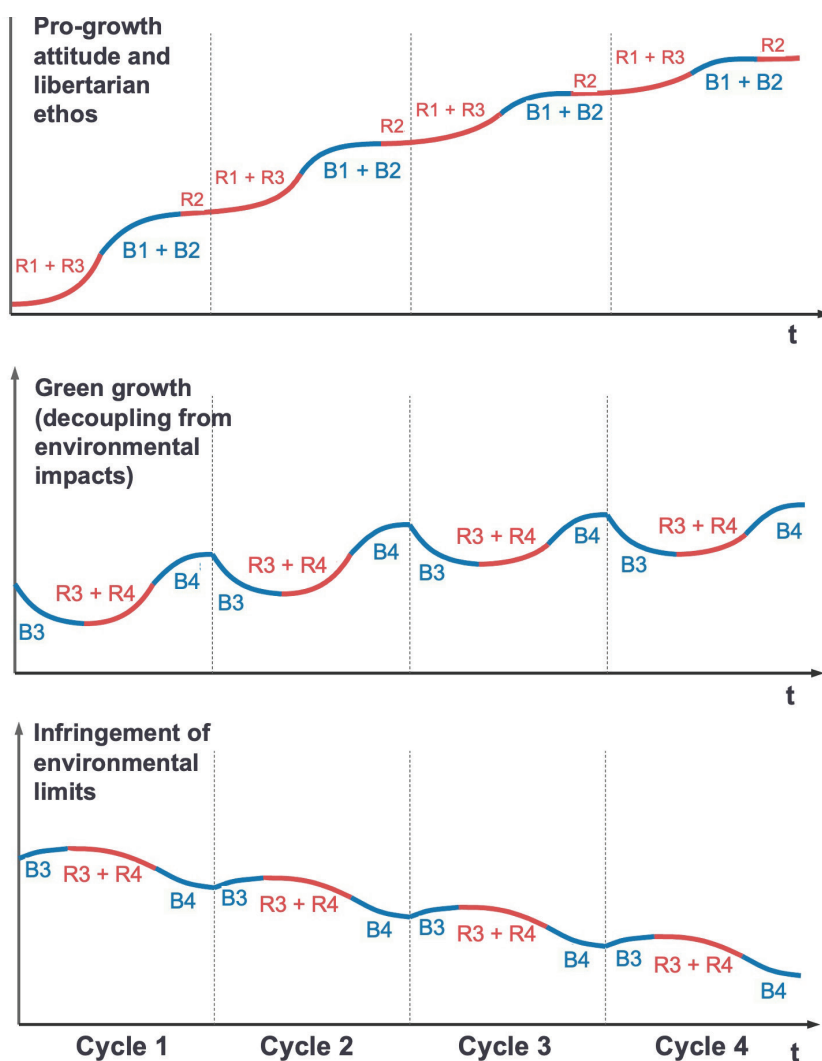 Pro-growth
attitude and
libertarian
ethos
R1 + R3
B1 + B2
R2
R1 + R3
B1 + B2
R2
R1 + R3
B1 + B2
R2
R1 + R3
B1 + B2
R2
t
Green growth
(decoupling from
environmental
impacts)
B3
R3 + R4
B4
B3
R3 + R4
B4
B3
R3 + R4
B4
B3
R3 + R4
B4
t
Infringement of
environmental
limits
B3
R3 + R4
B4
B3
R3 + R4
B4
B3
R3 + R4
B4
B3
R3 + R4
B4
Cycle 1
Cycle 2
Cycle 3
Cycle 4
t